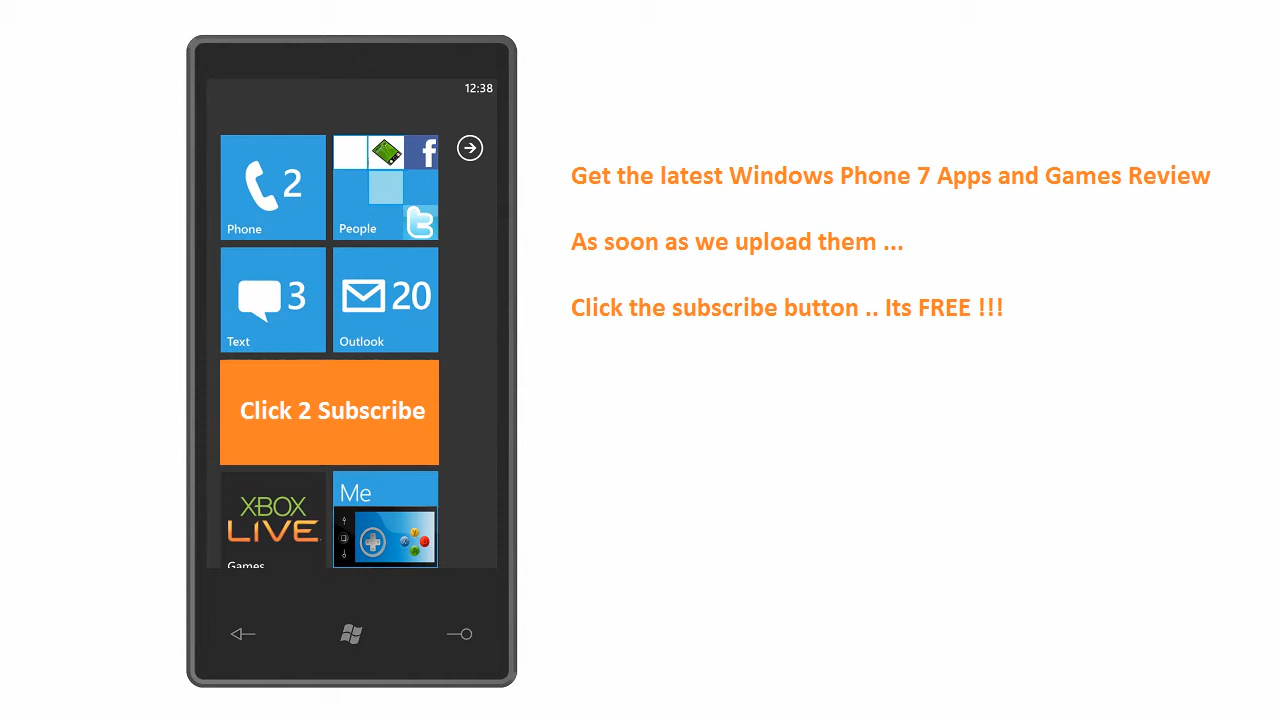 12:38
2
Phone
f
People
t
3
Text
20
Outlook
Click 2 Subscribe
XBOX
LIVE
Games
Me
Get the latest Windows Phone 7 Apps and Games Review
As soon as we upload them ...
Click the subscribe button .. Its FREE !!!